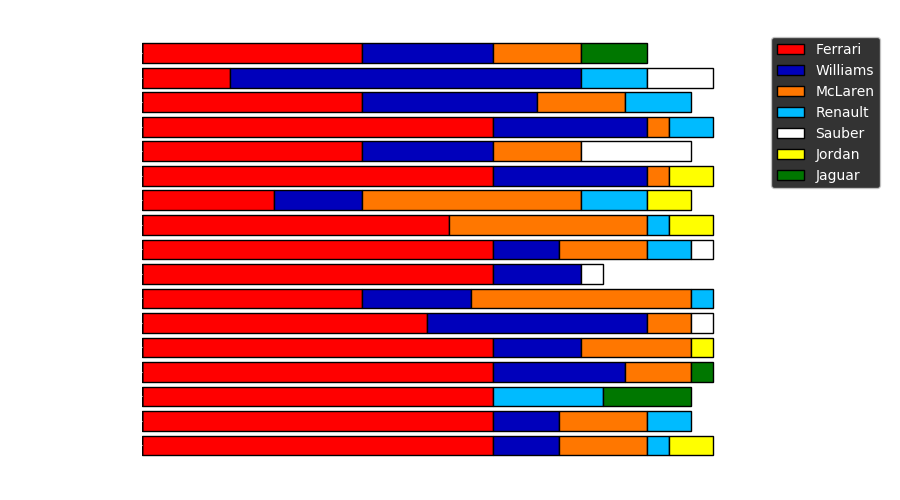 Ferrari
Williams
McLaren
Renault
Sauber
Jordan
Jaguar